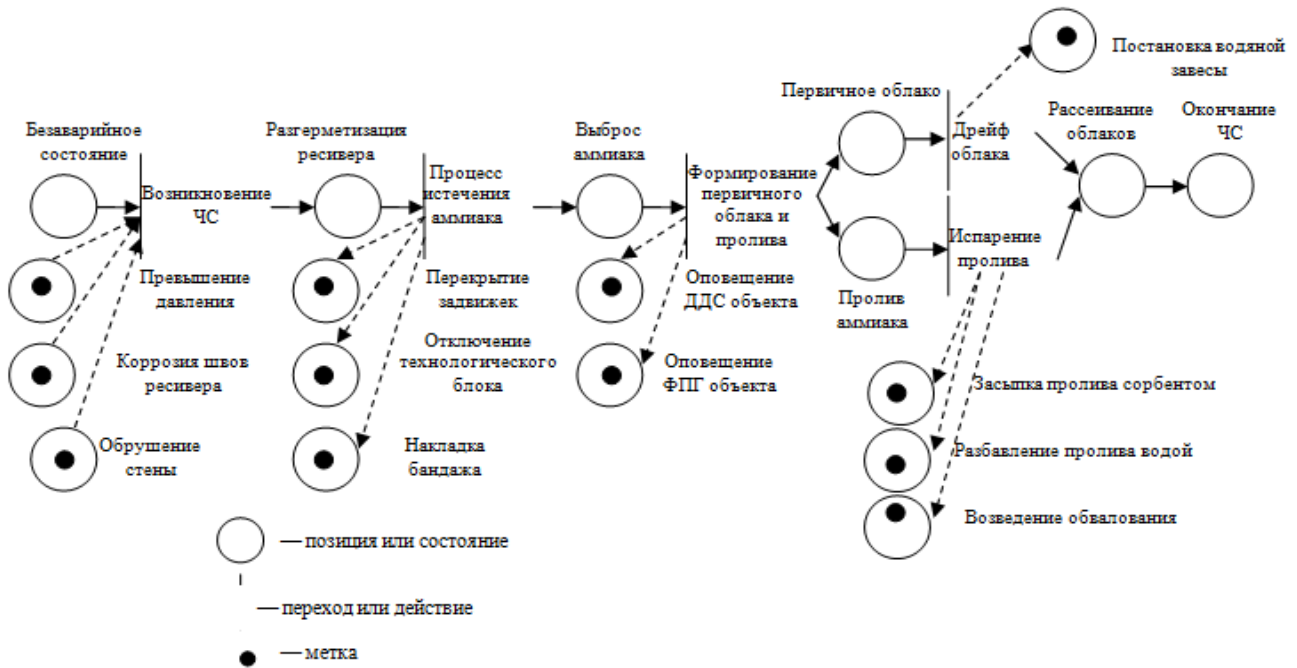 Постановка водяной
завесы
Первичное облако
Рассеивание
облаков
Окончание
ЧС
Безаварийное
состояние
Разгерметизация
ресивера
Выброс
аммиака
Дрейф
облака
Возникновение
ЧС
Процесс
истечения
аммиака
Формирование
первичного
облака и
пролива
Испарение
пролива
Превышение
давления
Перекрытие
задвижек
Оповещение
ДДС объекта
Пролив
аммиака
Коррозия швов
ресивера
Отключение
технологического
блока
Оповещение
ФПГ объекта
Засыпка пролива сорбентом
Обрушение
стены
Накладка
бандажа
Разбавление пролива водой
Возведение обвалования
— позиция или состояние
— переход или действие
— метка